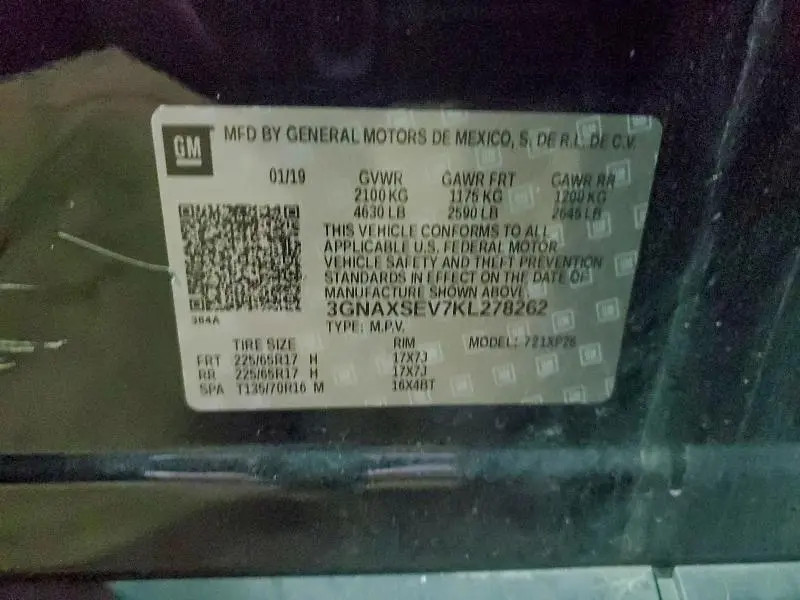 GM MFD BY GENERAL MOTORS DE MEXICO, S. DE R.L. DE C.V.
01/19 GVWR GAWR FRT GAWR RR
2100 KG 1175 KG 1200 KG
4630 LB 2590 LB 2645 LB
THIS VEHICLE CONFORMS TO ALL
APPLICABLE U.S. FEDERAL MOTOR
VEHICLE SAFETY AND THEFT PREVENTION
STANDARDS IN EFFECT ON THE DATE OF
MANUFACTURE SHOWN ABOVE
384A
3GNAXSEV7KL278262
TYPE: M.P.V. MODEL: 721XP26
TIRE SIZE RIM
FRT 225/65R17 H 17X7J
RR 225/65R17 H 17X7J
SPA T135/70R16 M 16X4BT